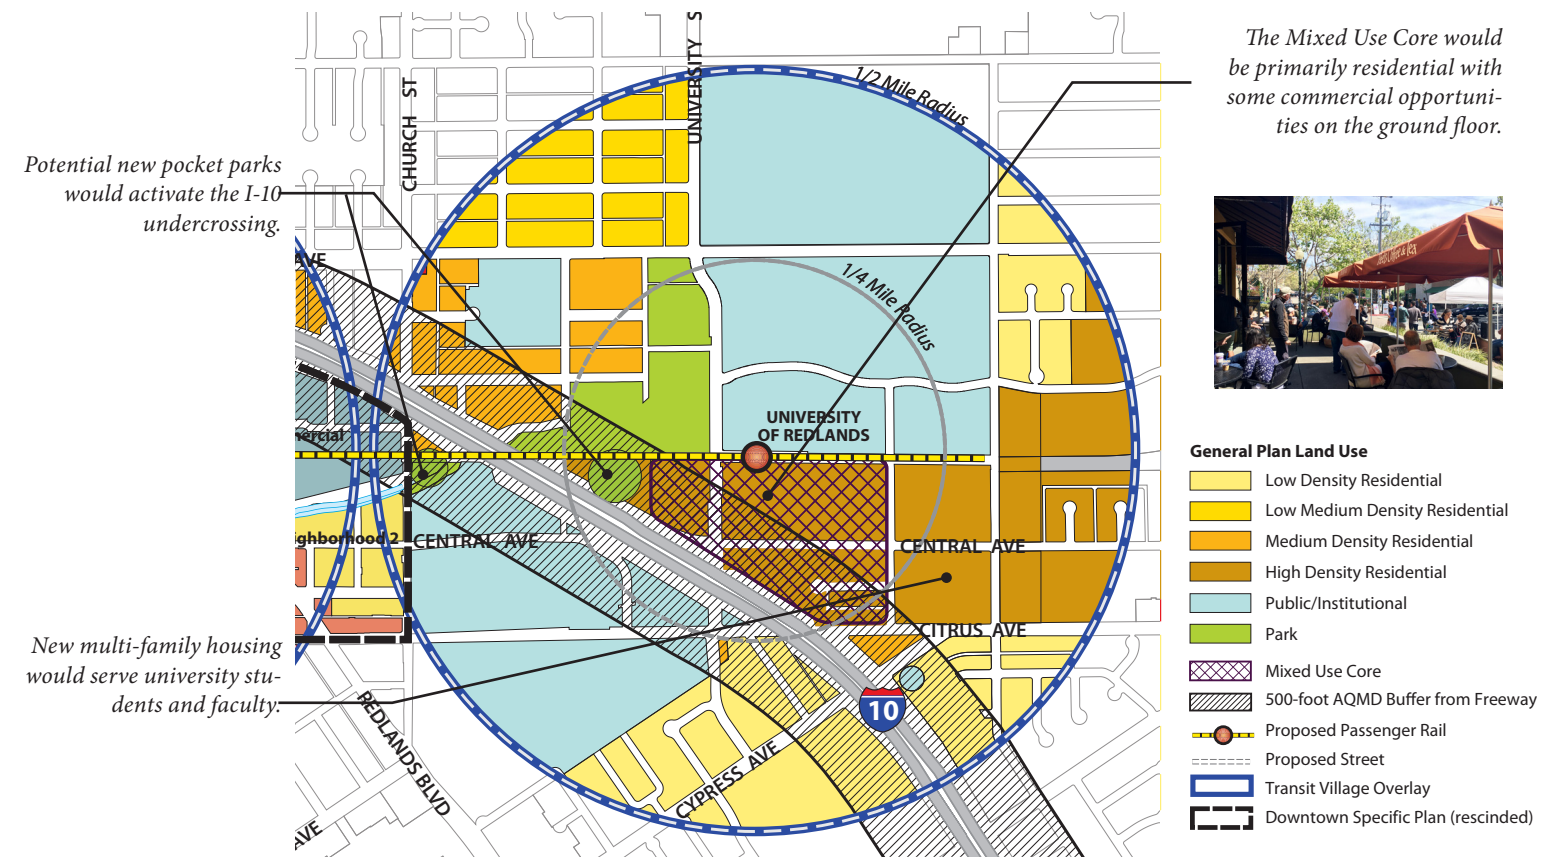 The Mixed Use Core would
be primarily residential with
some commercial opportuni-
ties on the ground floor.
Potential new pocket parks
would activate the I-10
undercrossing.
New multi-family housing
would serve university stu-
dents and faculty.
CHURCH ST
UNIVERSITY S
1/2 Mile Radius
1/4 Mile Radius
AVE
UNIVERSITY
OF REDLANDS
mercial
ighborhood 2
CENTRAL AVE
CENTRAL AVE
CITRUS AVE
10
REDLANDS BLVD
CYPRESS AVE
AVE
General Plan Land Use
Low Density Residential
Low Medium Density Residential
Medium Density Residential
High Density Residential
Public/Institutional
Park
Mixed Use Core
500-foot AQMD Buffer from Freeway
Proposed Passenger Rail
Proposed Street
Transit Village Overlay
Downtown Specific Plan (rescinded)